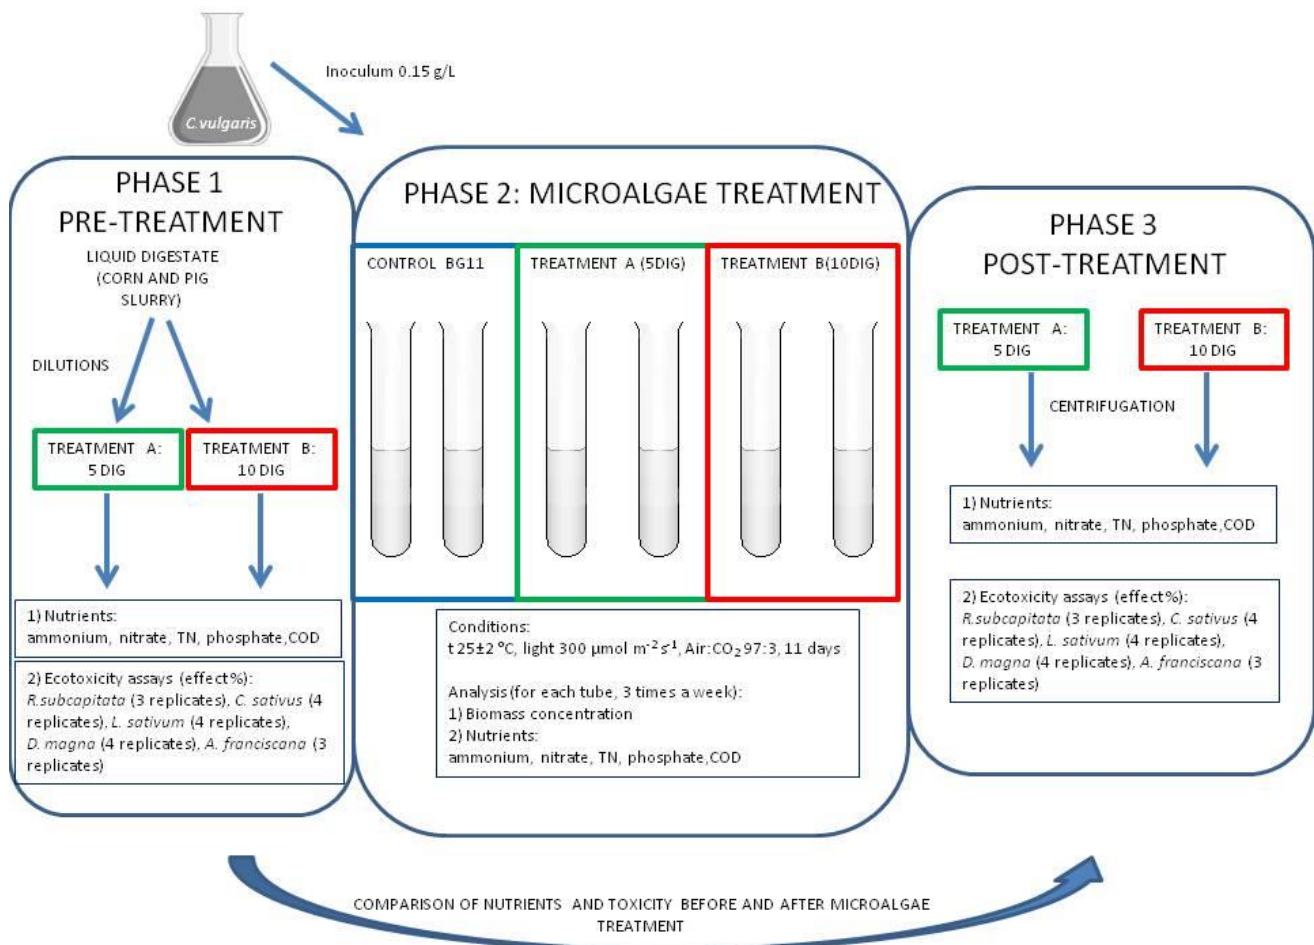 C.vulgaris
Inoculum 0.15 g/L
PHASE 1
PRE-TREATMENT
LIQUID DIGESTATE
(CORN AND PIG
SLURRY)
DILUTIONS
TREATMENT A:
5 DIG
TREATMENT B:
10 DIG
1) Nutrients:
ammonium, nitrate, TN, phosphate,COD
2) Ecotoxicity assays (effect%):
R.subcapitata (3 replicates), C. sativus (4
replicates), L. sativum (4 replicates),
D. magna (4 replicates), A. franciscana (3
replicates)
PHASE 2: MICROALGAE TREATMENT
CONTROL BG11
TREATMENT A (5DIG)
TREATMENT B(10DIG)
Conditions:
t 25±2 °C, light 300 µmol m⁻² s⁻¹, Air:CO₂ 97:3, 11 days
Analysis (for each tube, 3 times a week):
1) Biomass concentration
2) Nutrients:
ammonium, nitrate, TN, phosphate,COD
PHASE 3
POST-TREATMENT
TREATMENT A:
5 DIG
TREATMENT B:
10 DIG
CENTRIFUGATION
1) Nutrients:
ammonium, nitrate, TN, phosphate,COD
2) Ecotoxicity assays (effect%):
R.subcapitata (3 replicates), C. sativus (4
replicates), L. sativum (4 replicates),
D. magna (4 replicates), A. franciscana (3
replicates)
COMPARISON OF NUTRIENTS AND TOXICITY BEFORE AND AFTER MICROALGAE
TREATMENT